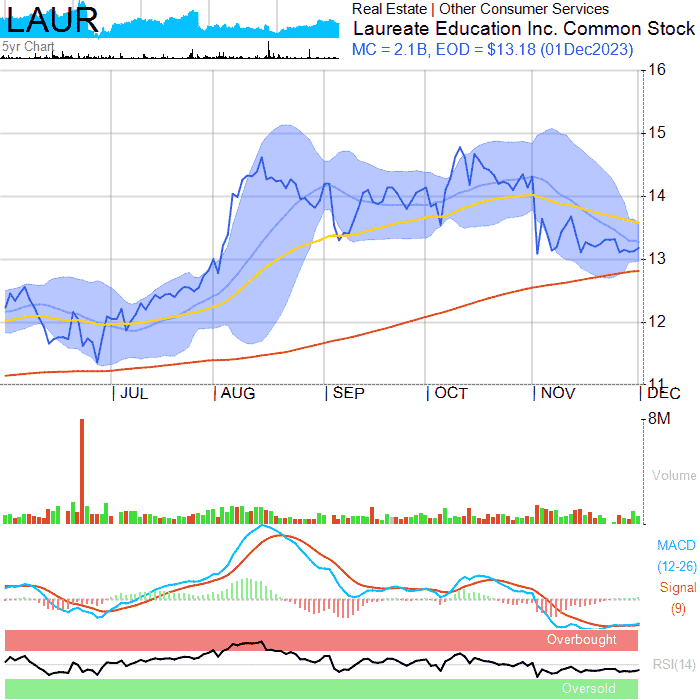 LAUR
5yr Chart
Real Estate | Other Consumer Services
Laureate Education Inc. Common Stock
MC = 2.1B, EOD = $13.18 (01Dec2023)
16
15
14
13
12
11
JUL AUG SEP OCT NOV DEC
8M
Volume
MACD
(12-26)
Signal
(9)
Overbought
RSI(14)
Oversold